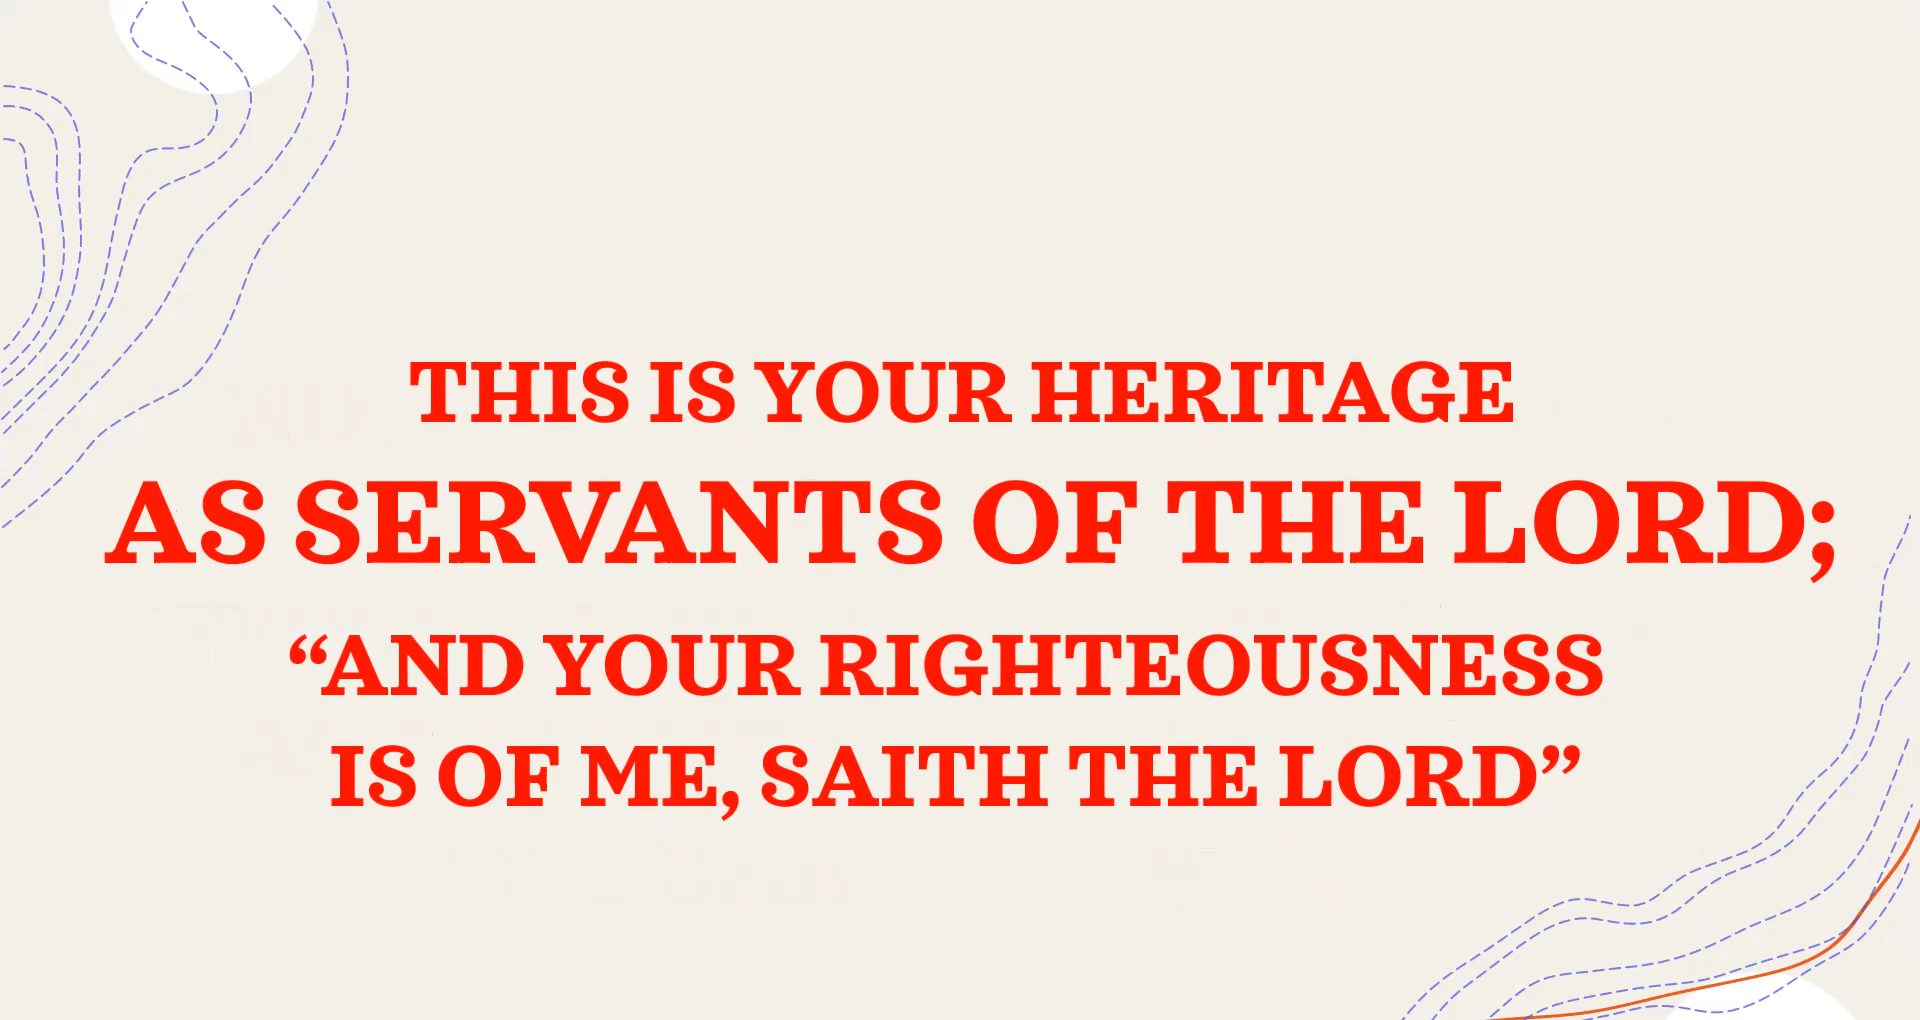 THIS IS YOUR HERITAGE
AS SERVANTS OF THE LORD;
“AND YOUR RIGHTEOUSNESS
IS OF ME, SAITH THE LORD”